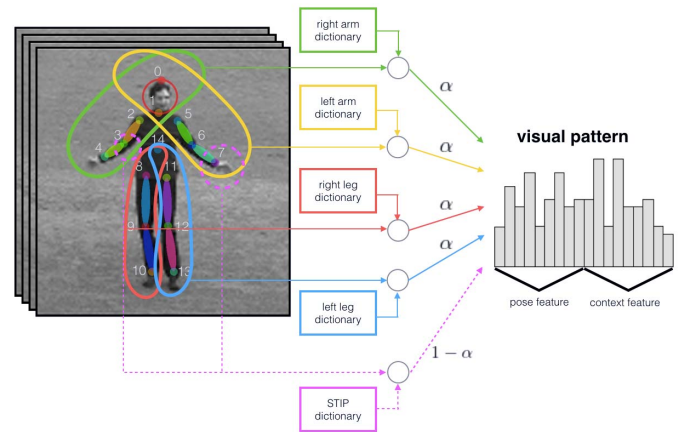 right arm
dictionary
left arm
dictionary
right leg
dictionary
left leg
dictionary
STIP
dictionary
0
1
2
5
3
6
4
7
14
8
11
9
12
10
13
α
α
α
α
1 − α
visual pattern
pose feature
context feature